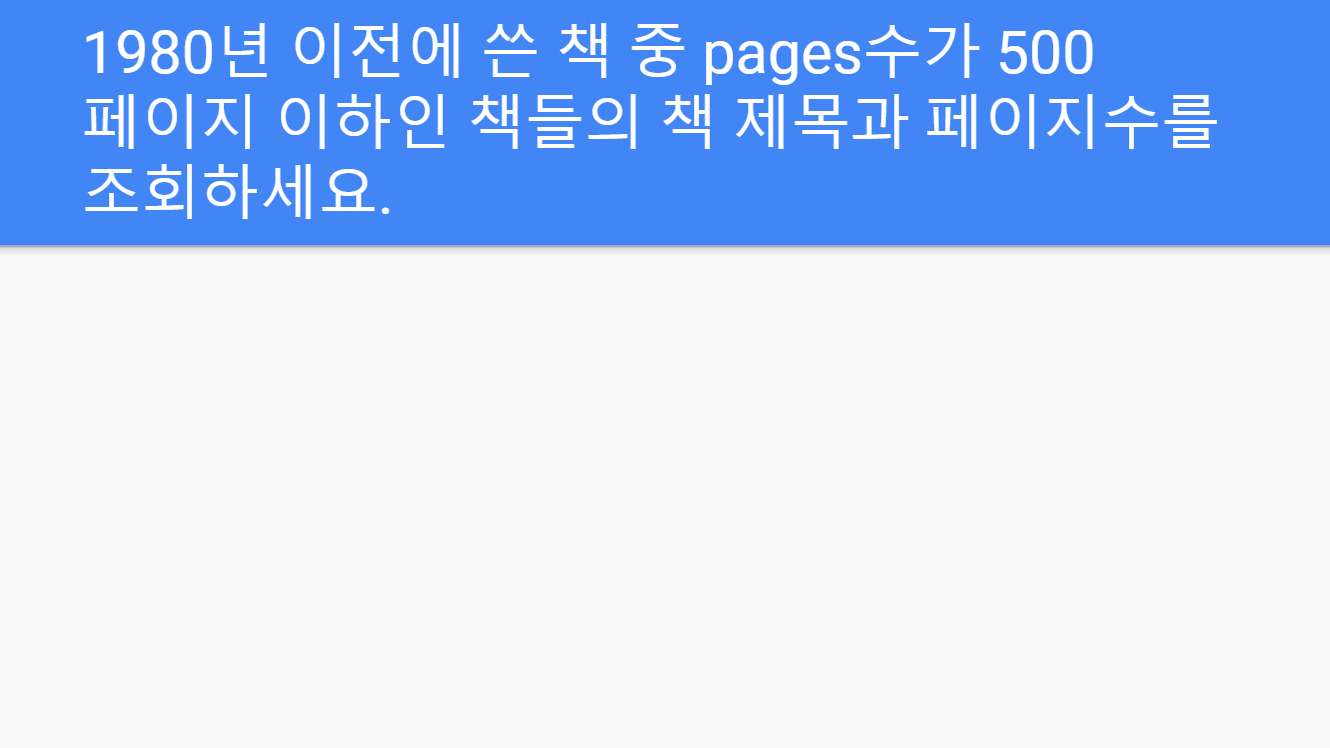 1980년 이전에 쓴 책 중 pages수가 500
페이지 이하인 책들의 책 제목과 페이지수를
조회하세요.